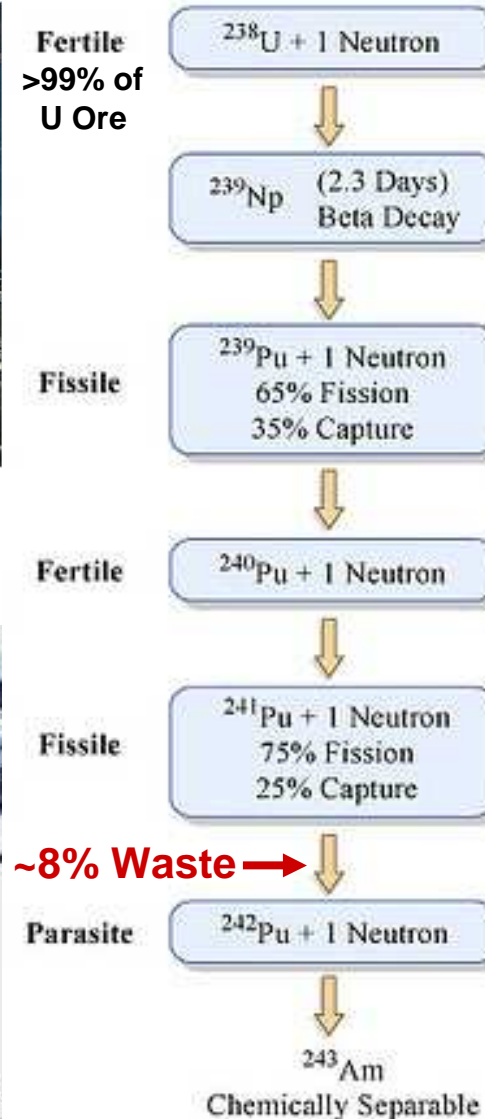 Fertile
>99% of
U Ore
²³⁸U + 1 Neutron
²³⁹Np (2.3 Days)
Beta Decay
Fissile
²³⁹Pu + 1 Neutron
65% Fission
35% Capture
Fertile
²⁴⁰Pu + 1 Neutron
Fissile
²⁴¹Pu + 1 Neutron
75% Fission
25% Capture
~8% Waste
Parasite
²⁴²Pu + 1 Neutron
²⁴³Am
Chemically Separable